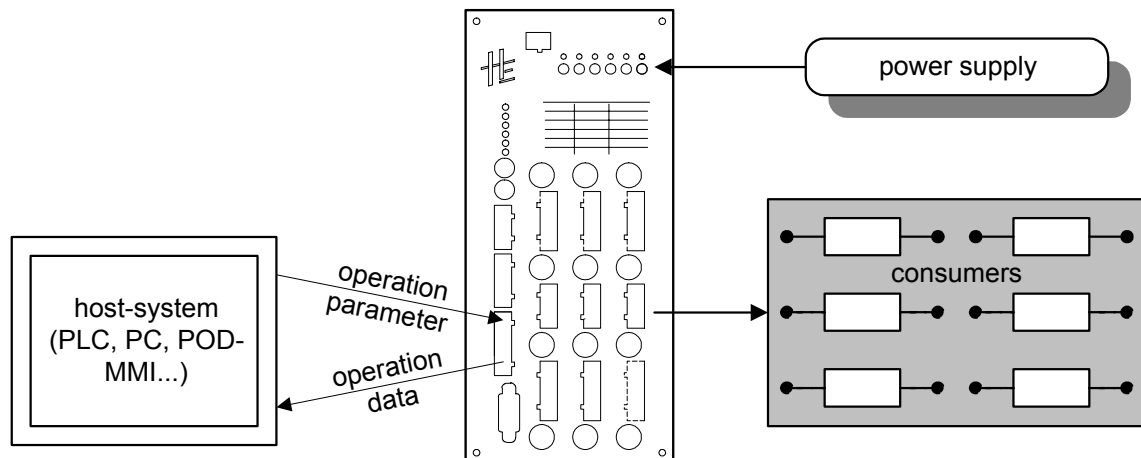 power supply
host-system
(PLC, PC, POD-
MMI...)
operation
parameter
operation
data
consumers